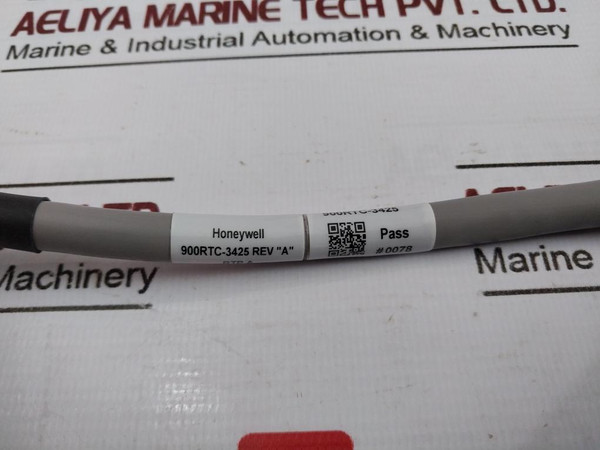 AELIYA MARINE TECH PVT. LTD.
Marine & Industrial Automation & Machinery
Honeywell
900RTC-3425 REV "A"
900RTC-3425
Pass
#0078
LTD.
Machinery
Marine